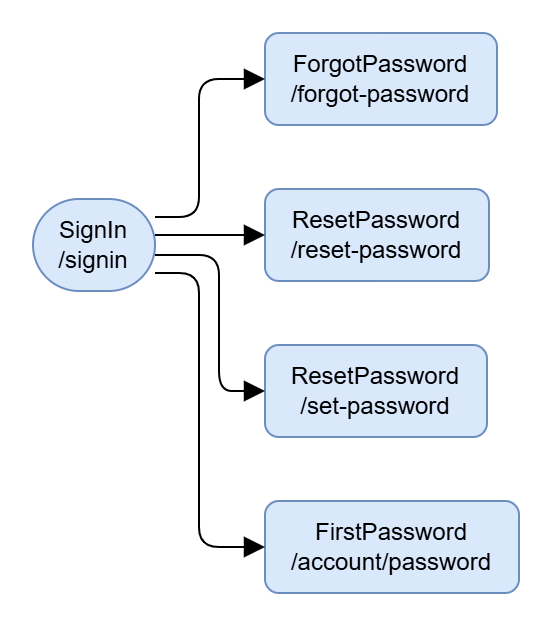 ForgotPassword
/forgot-password
SignIn
/signin
ResetPassword
/reset-password
ResetPassword
/set-password
FirstPassword
/account/password